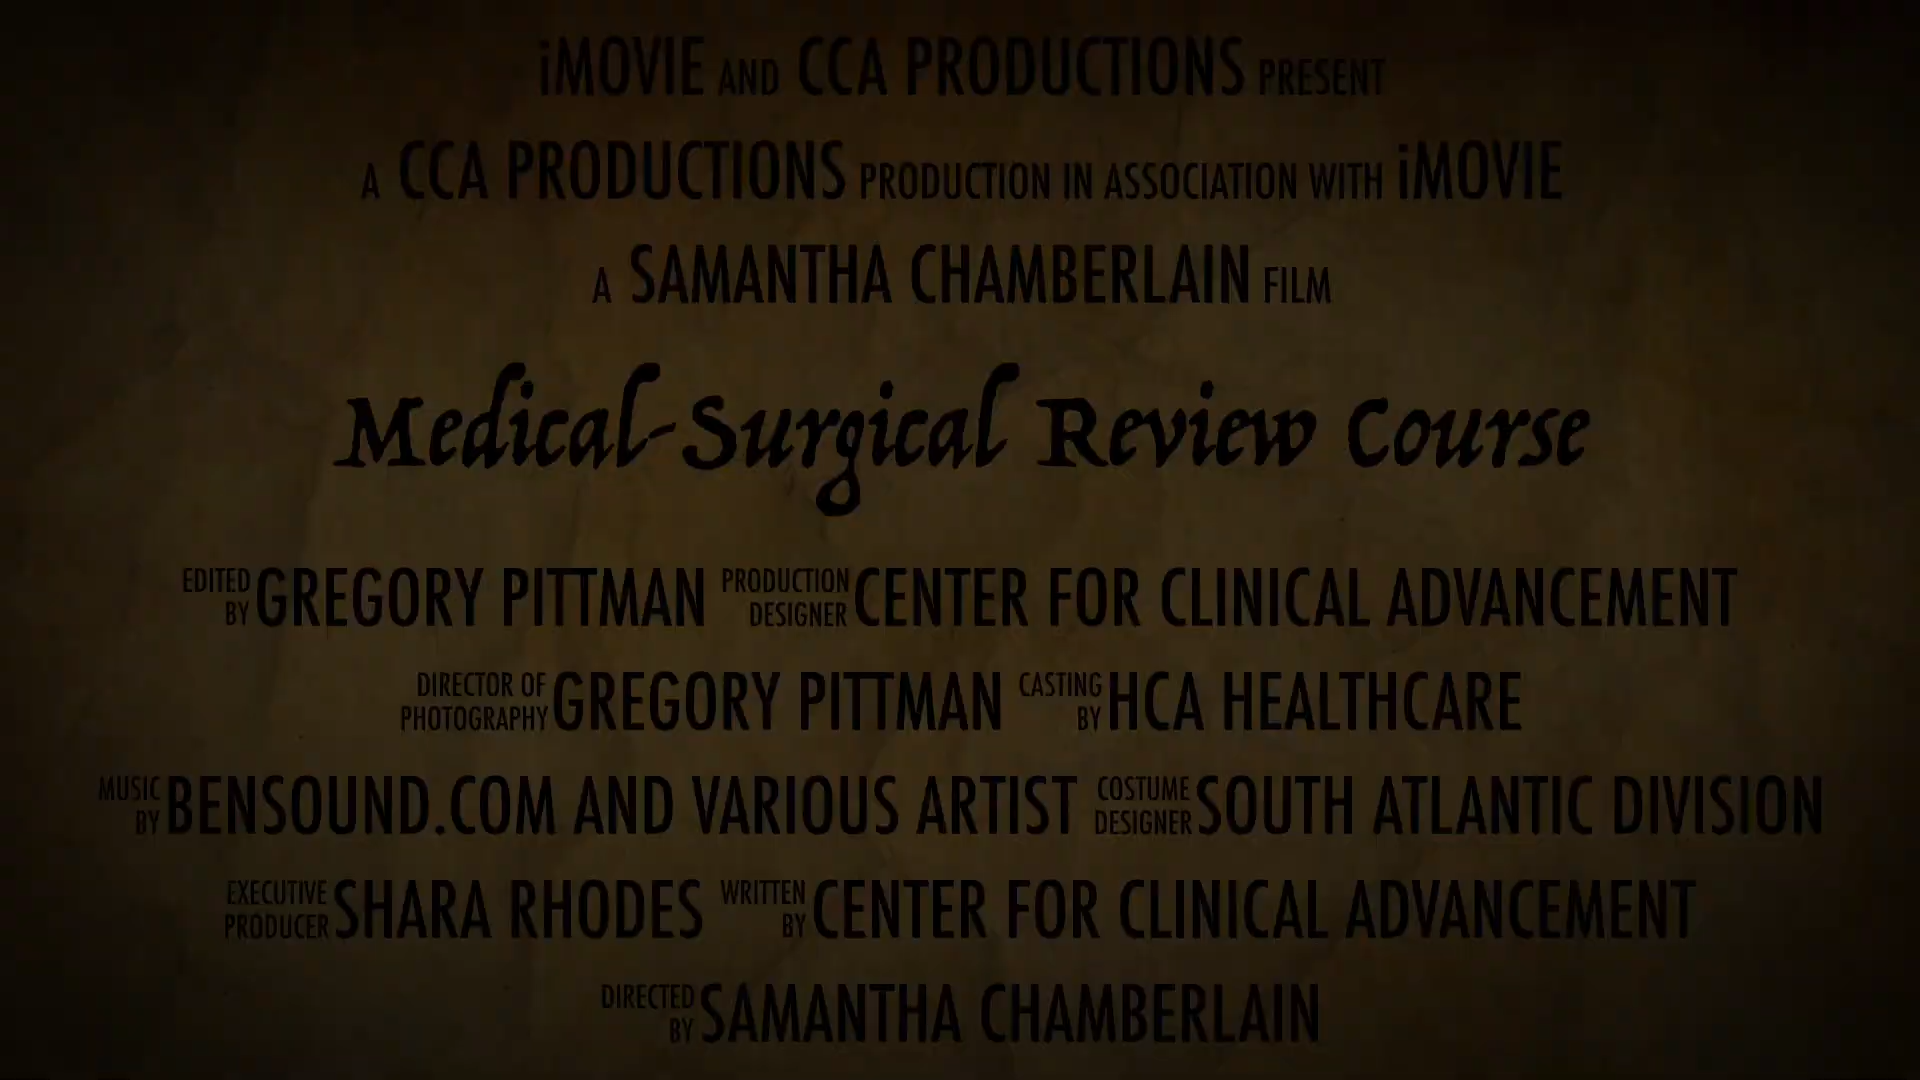 iMOVIE AND CCA PRODUCTIONS PRESENT
A CCA PRODUCTIONS PRODUCTION IN ASSOCIATION WITH iMOVIE
A SAMANTHA CHAMBERLAIN FILM
Medical-Surgical Review Course
EDITED BY GREGORY PITTMAN PRODUCTION DESIGNER CENTER FOR CLINICAL ADVANCEMENT
DIRECTOR OF PHOTOGRAPHY GREGORY PITTMAN CASTING BY HCA HEALTHCARE
MUSIC BY BENSOUND.COM AND VARIOUS ARTIST COSTUME DESIGNER SOUTH ATLANTIC DIVISION
EXECUTIVE PRODUCER SHARA RHODES WRITTEN BY CENTER FOR CLINICAL ADVANCEMENT
DIRECTED BY SAMANTHA CHAMBERLAIN